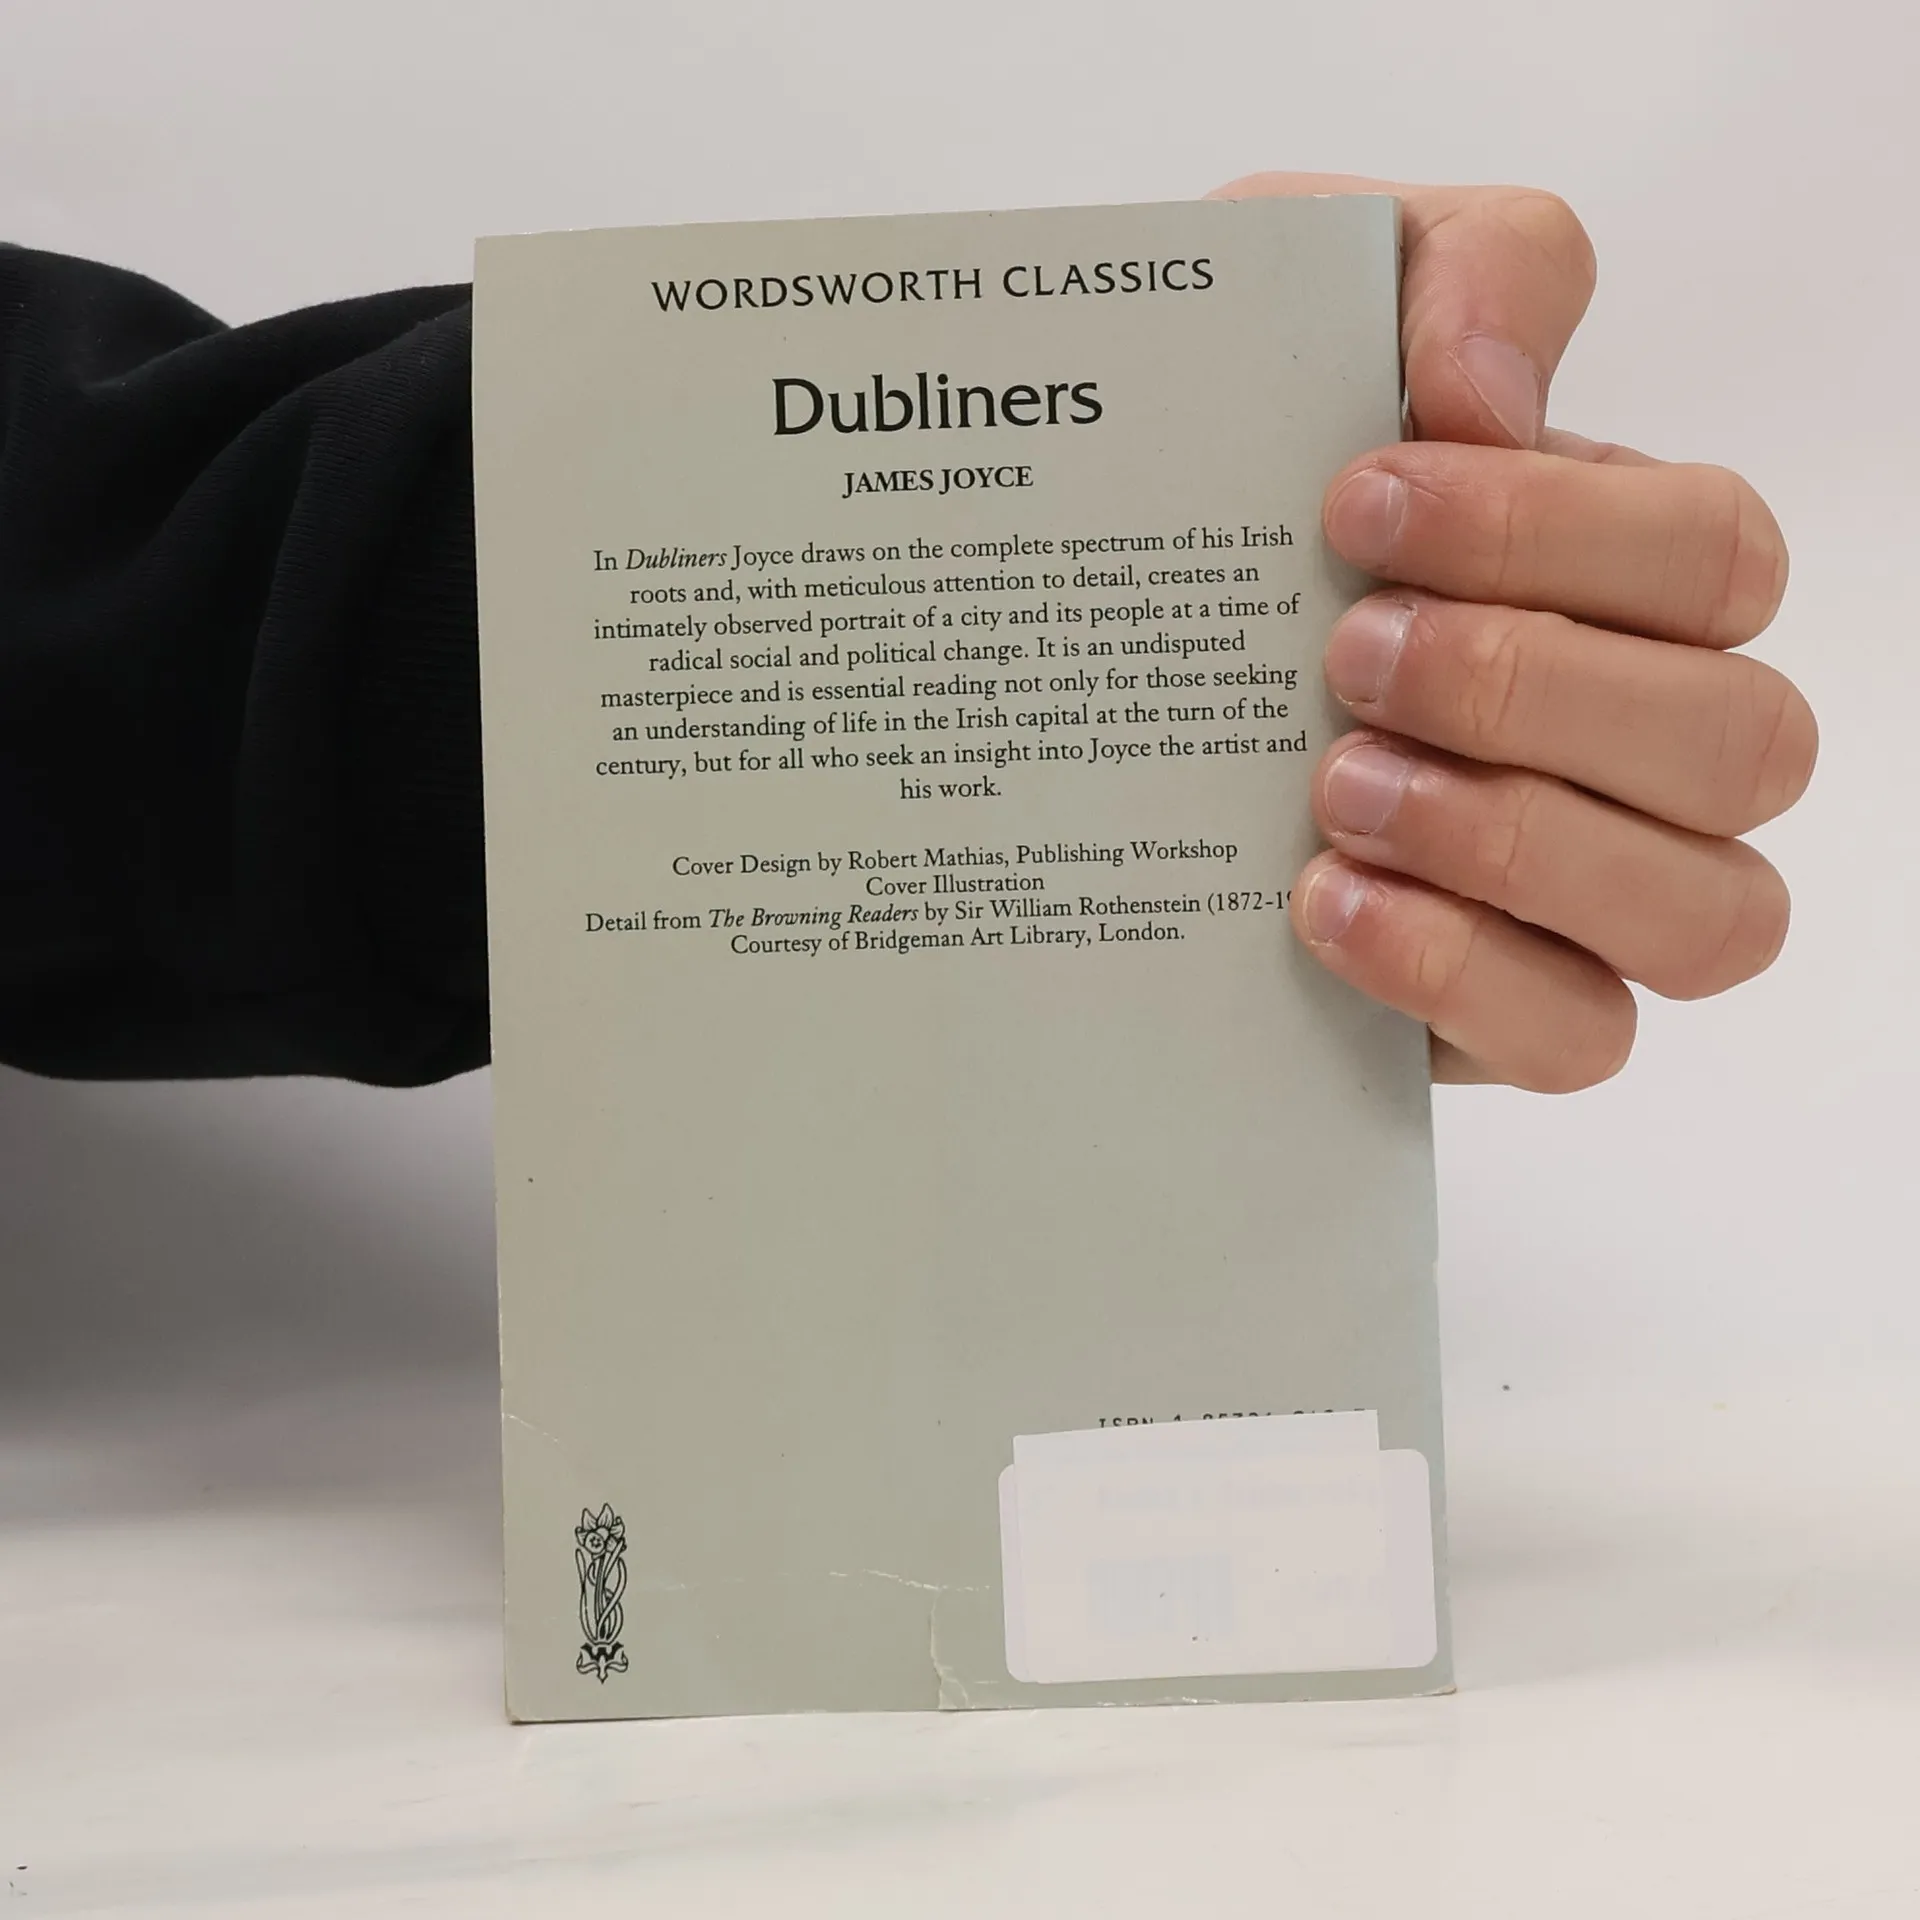 WORDSWORTH CLASSICS
Dubliners
JAMES JOYCE
In Dubliners Joyce draws on the complete spectrum of his Irish
roots and, with meticulous attention to detail, creates an
intimately observed portrait of a city and its people at a time of
radical social and political change. It is an undisputed
masterpiece and is essential reading not only for those seeking
an understanding of life in the Irish capital at the turn of the
century, but for all who seek an insight into Joyce the artist and
his work.
Cover Design by Robert Mathias, Publishing Workshop
Cover Illustration
Detail from The Browning Readers by Sir William Rothenstein (1872-1
Courtesy of Bridgeman Art Library, London.
ISBN
W